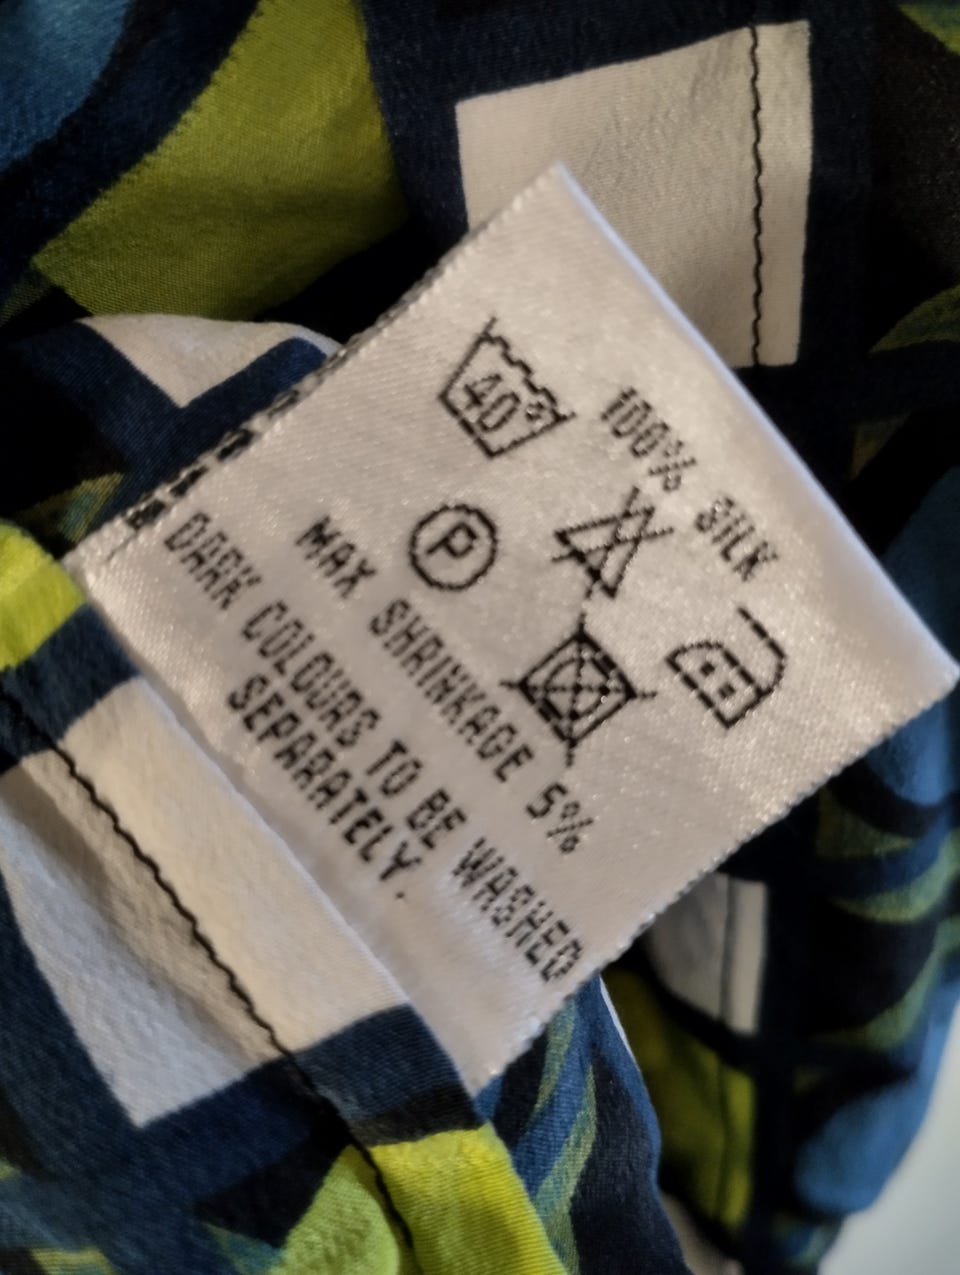 100% SILK
40°
P
MAX SHRINKAGE 5%
DARK COLOURS TO BE WASHED
SEPARATELY.